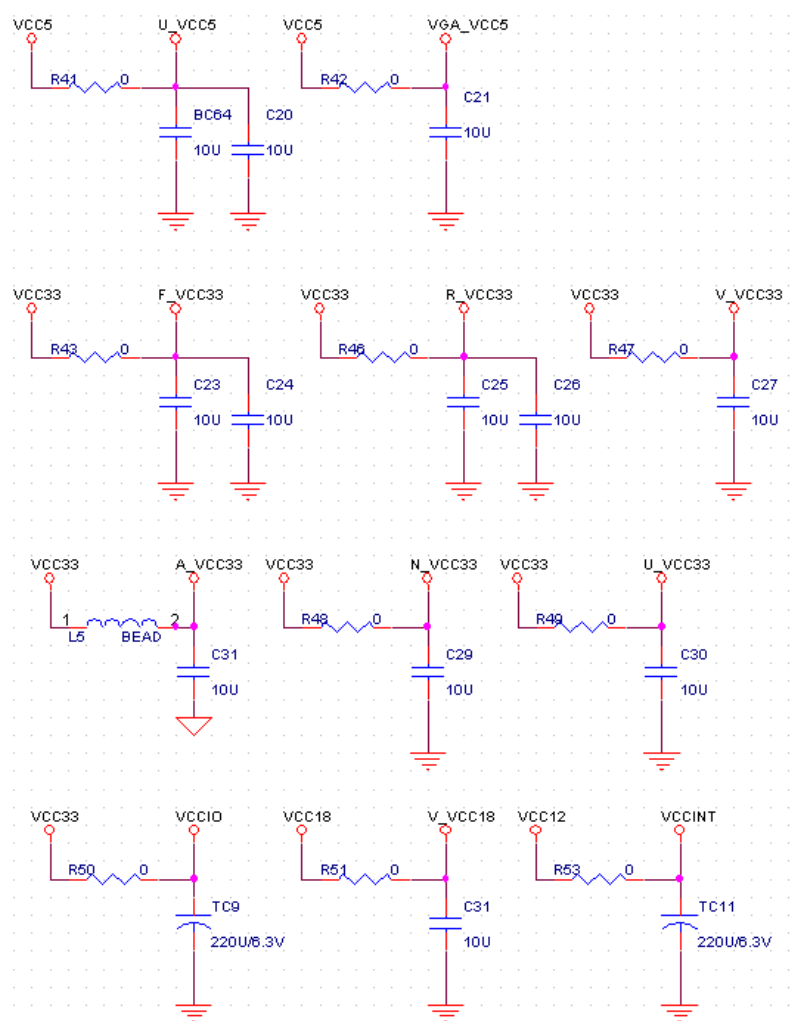 VCC5 U_VCC5 VCC5 VGA_VCC5
R41 0 R42 0
C21
BC64 C20
10U
10U 10U
VCC33 F_VCC33 VCC33 R_VCC33 VCC33 V_VCC33
R43 0 R46 0 R47 0
C23 C24 C25 C26 C27
10U 10U 10U 10U 10U
VCC33 A_VCC33 VCC33 N_VCC33 VCC33 U_VCC33
1 2 R48 0 R49 0
L5 BEAD
C31 C29 C30
10U 10U 10U
VCC33 VCCIO VCC18 V_VCC18 VCC12 VCCINT
R50 0 R51 0 R53 0
TC9 C31 TC11
220U/6.3V 10U 220U/6.3V